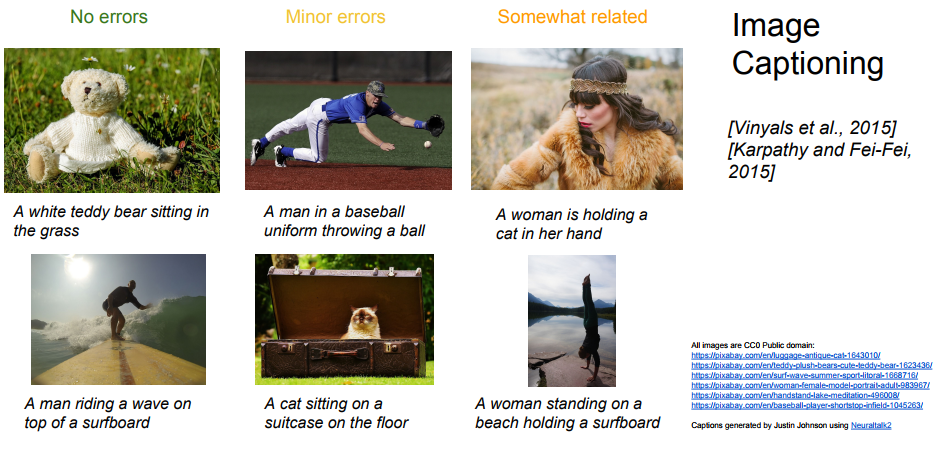 No errors
Minor errors
Somewhat related
Image
Captioning
[Vinyals et al., 2015]
[Karpathy and Fei-Fei,
2015]
A white teddy bear sitting in
the grass
A man in a baseball
uniform throwing a ball
A woman is holding a
cat in her hand
A man riding a wave on
top of a surfboard
A cat sitting on a
suitcase on the floor
A woman standing on a
beach holding a surfboard
All images are CC0 Public domain:
https://pixabay.com/en/luggage-antique-cat-1643010/
https://pixabay.com/en/teddy-plush-bears-cute-teddy-bear-1623436/
https://pixabay.com/en/surf-wave-summer-sport-litoral-1668716/
https://pixabay.com/en/woman-female-model-portrait-adult-983967/
https://pixabay.com/en/handstand-lake-meditation-496008/
https://pixabay.com/en/baseball-player-shortstop-infield-1045263/
Captions generated by Justin Johnson using Neuraltalk2